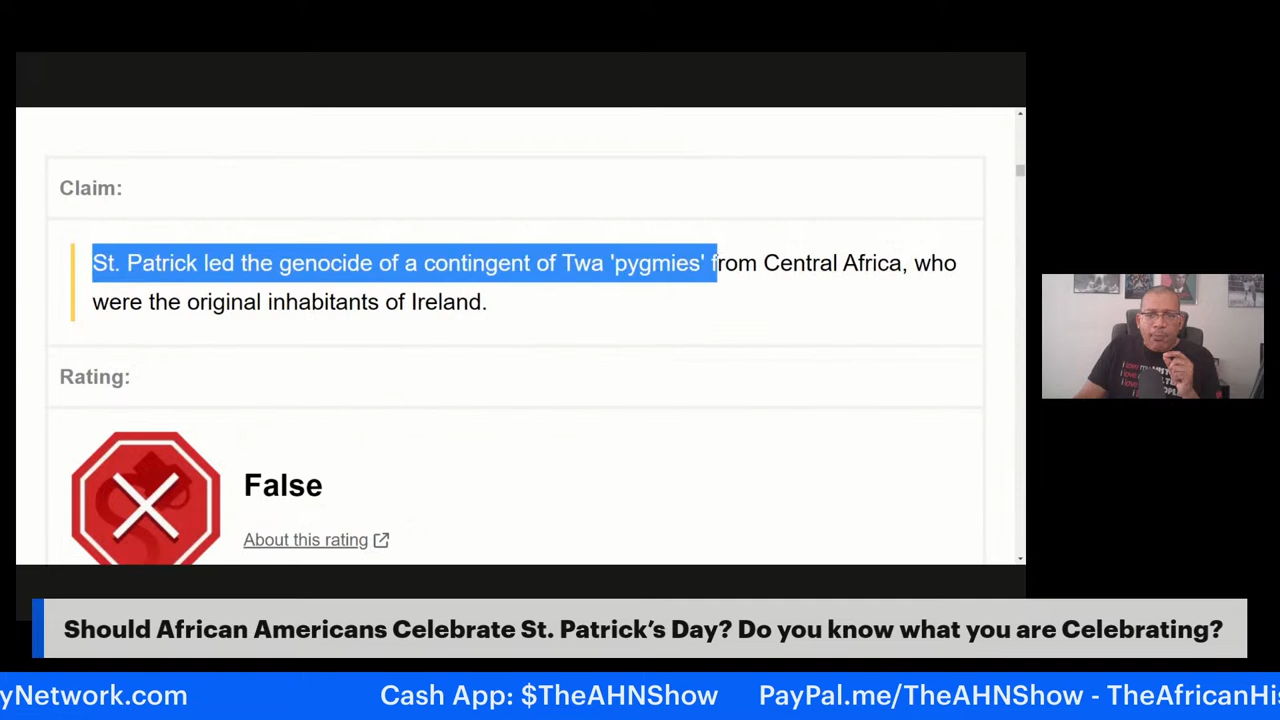 Claim:
St. Patrick led the genocide of a contingent of Twa 'pygmies' from Central Africa, who
were the original inhabitants of Ireland.
Rating:
False
About this rating
Should African Americans Celebrate St. Patrick's Day? Do you know what you are Celebrating?
yNetwork.com Cash App: $TheAHNShow PayPal.me/TheAHNShow - TheAfricanHis